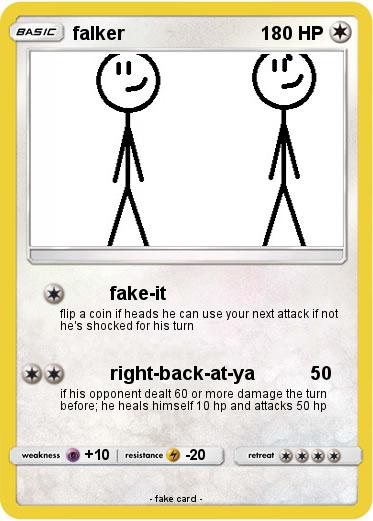 BASIC falker 180 HP
fake-it
flip a coin if heads he can use your next attack if not
he's shocked for his turn
right-back-at-ya 50
if his opponent dealt 60 or more damage the turn
before; he heals himself 10 hp and attacks 50 hp
weakness +10 resistance -20 retreat
- fake card -